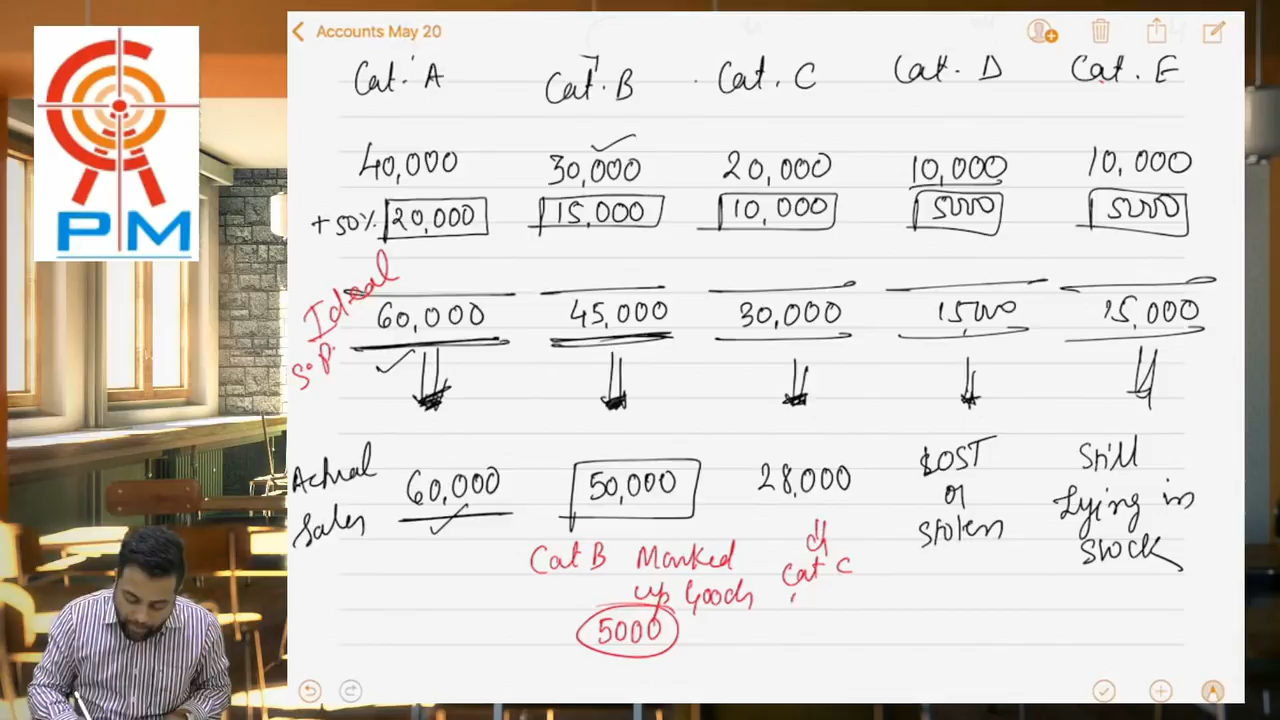 Accounts May 20
PM
Cat. A Cat. B Cat. C Cat. D Cat. E
40,000 30,000 20,000 10,000 10,000
+50% 20,000 15,000 10,000 5000 5000
Ideal S.P. 60,000 45,000 30,000 15000 15,000
Actual Sales 60,000 50,000 28,000 LOST or Stolen Still Lying in Stock
Cat B Marked up Goods
5000
Cat C